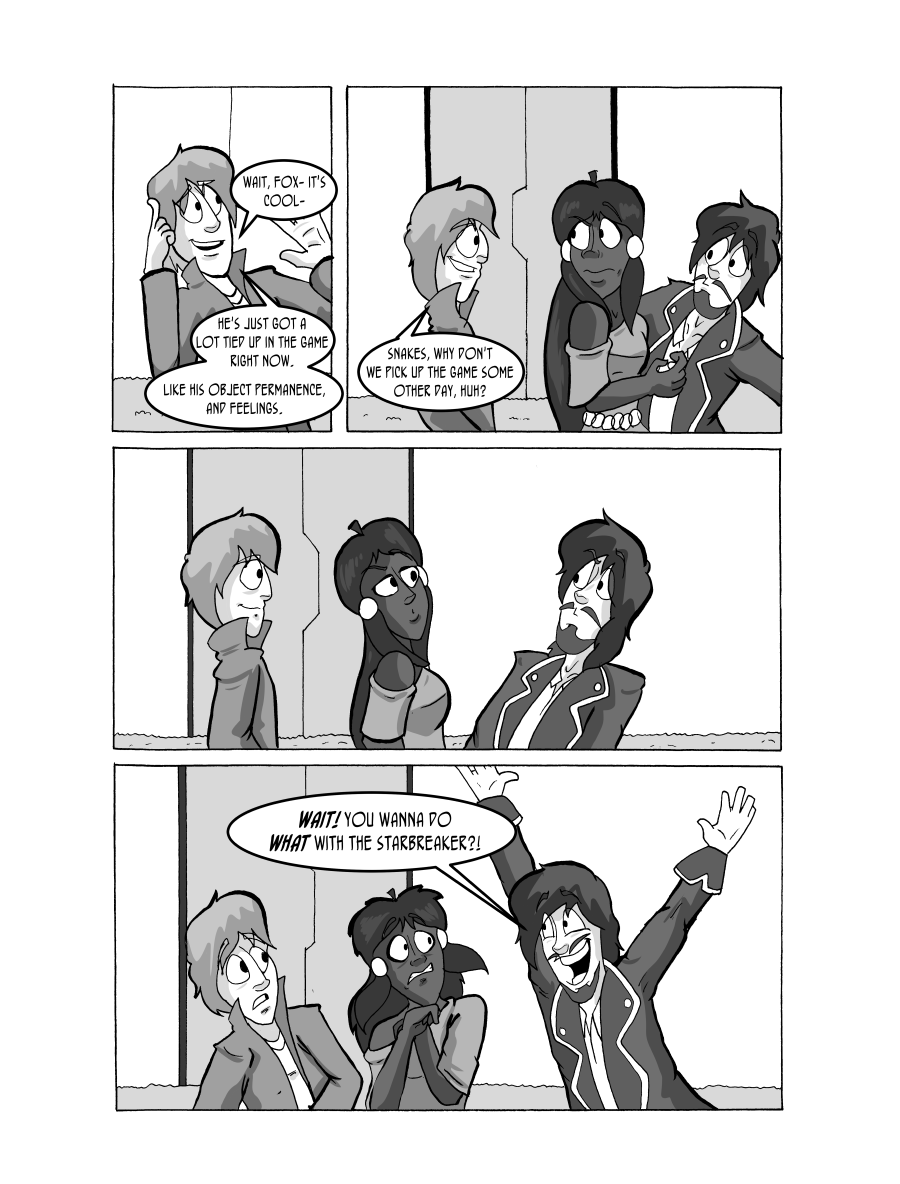 WAIT, FOX- IT'S
COOL-
HE'S JUST GOT A
LOT TIED UP IN THE GAME
RIGHT NOW.
LIKE HIS OBJECT PERMANENCE,
AND FEELINGS.
SNAKES, WHY DON'T
WE PICK UP THE GAME SOME
OTHER DAY, HUH?
WAIT! YOU WANNA DO
WHAT WITH THE STARBREAKER?!